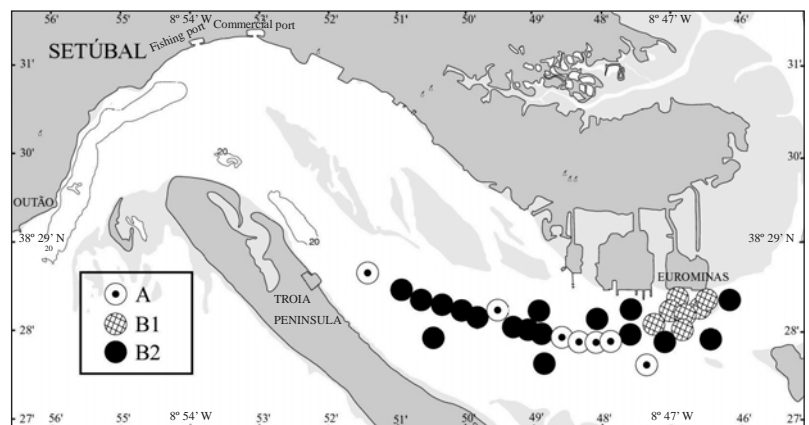 56' 55' 8° 54' W 53' 52' 51' 50' 49' 48' 8° 47' W 46'
Fishing port
Commercial port
SETÚBAL
31' 31'
30' 30'
20
OUTÃO
38° 29' N 38° 29' N
20 20
EUROMINAS
A
TROIA
PENINSULA
B1
28' 28'
B2
27' 27'
56' 55' 8° 54' W 53' 52' 51' 50' 49' 48' 8° 47' W 46'